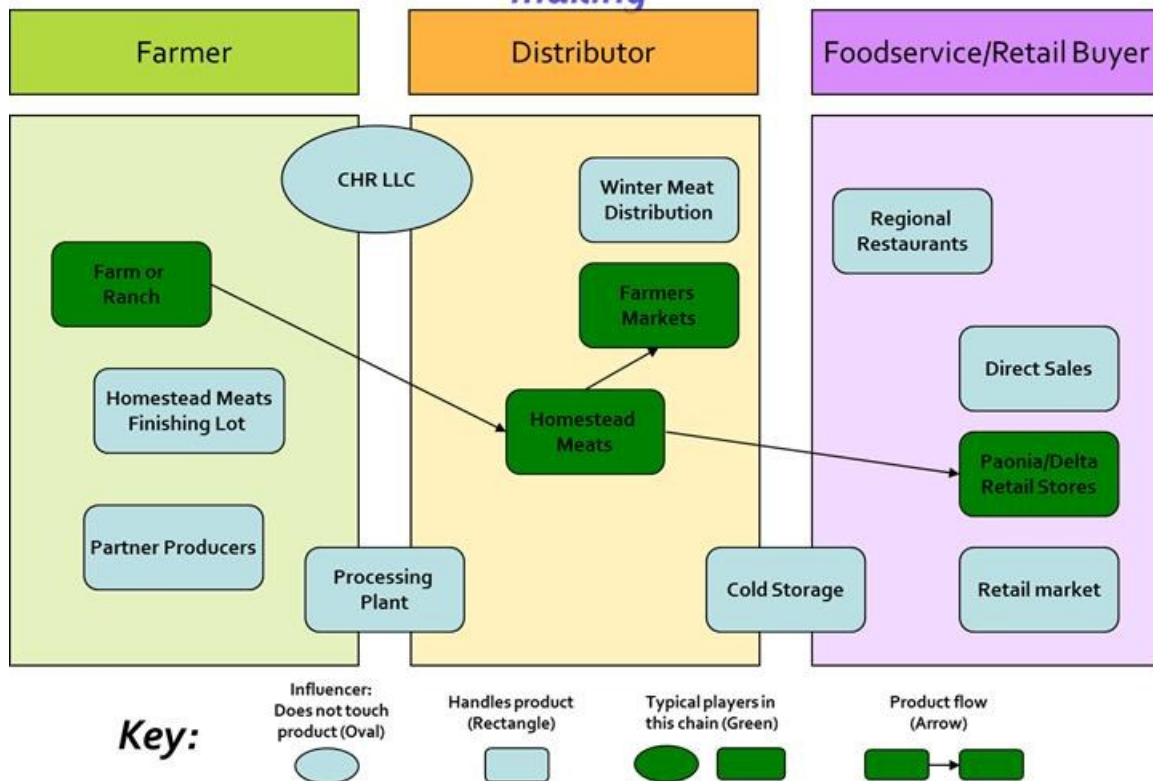 making
Farmer
Distributor
Foodservice/Retail Buyer
CHR LLC
Winter Meat
Distribution
Regional
Restaurants
Farm or
Ranch
Farmers
Markets
Direct Sales
Homestead Meats
Finishing Lot
Homestead
Meats
Paonia/Delta
Retail Stores
Partner Producers
Processing
Plant
Cold Storage
Retail market
Key:
Influencer:
Does not touch
product (Oval)
Handles product
(Rectangle)
Typical players in
this chain (Green)
Product flow
(Arrow)